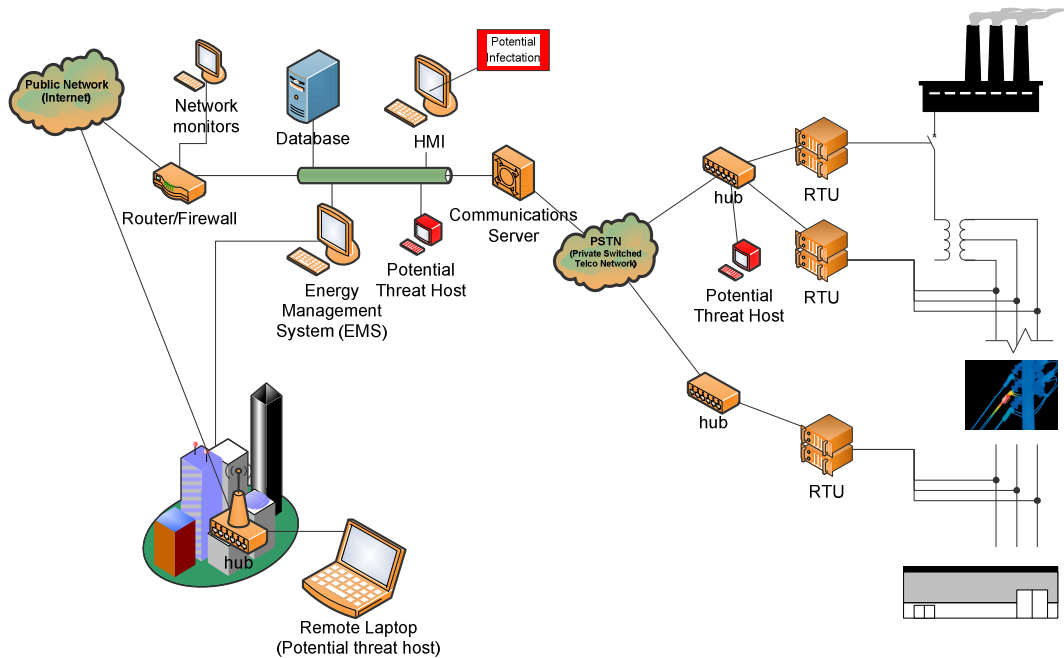 Potential
Infectation
Public Network
(Internet)
Network
monitors
Database
HMI
Router/Firewall
Communications
Server
Energy
Management
System (EMS)
Potential
Threat Host
PSTN
(Private Switched
Telco Network)
hub
RTU
RTU
Potential
Threat Host
hub
RTU
hub
Remote Laptop
(Potential threat host)